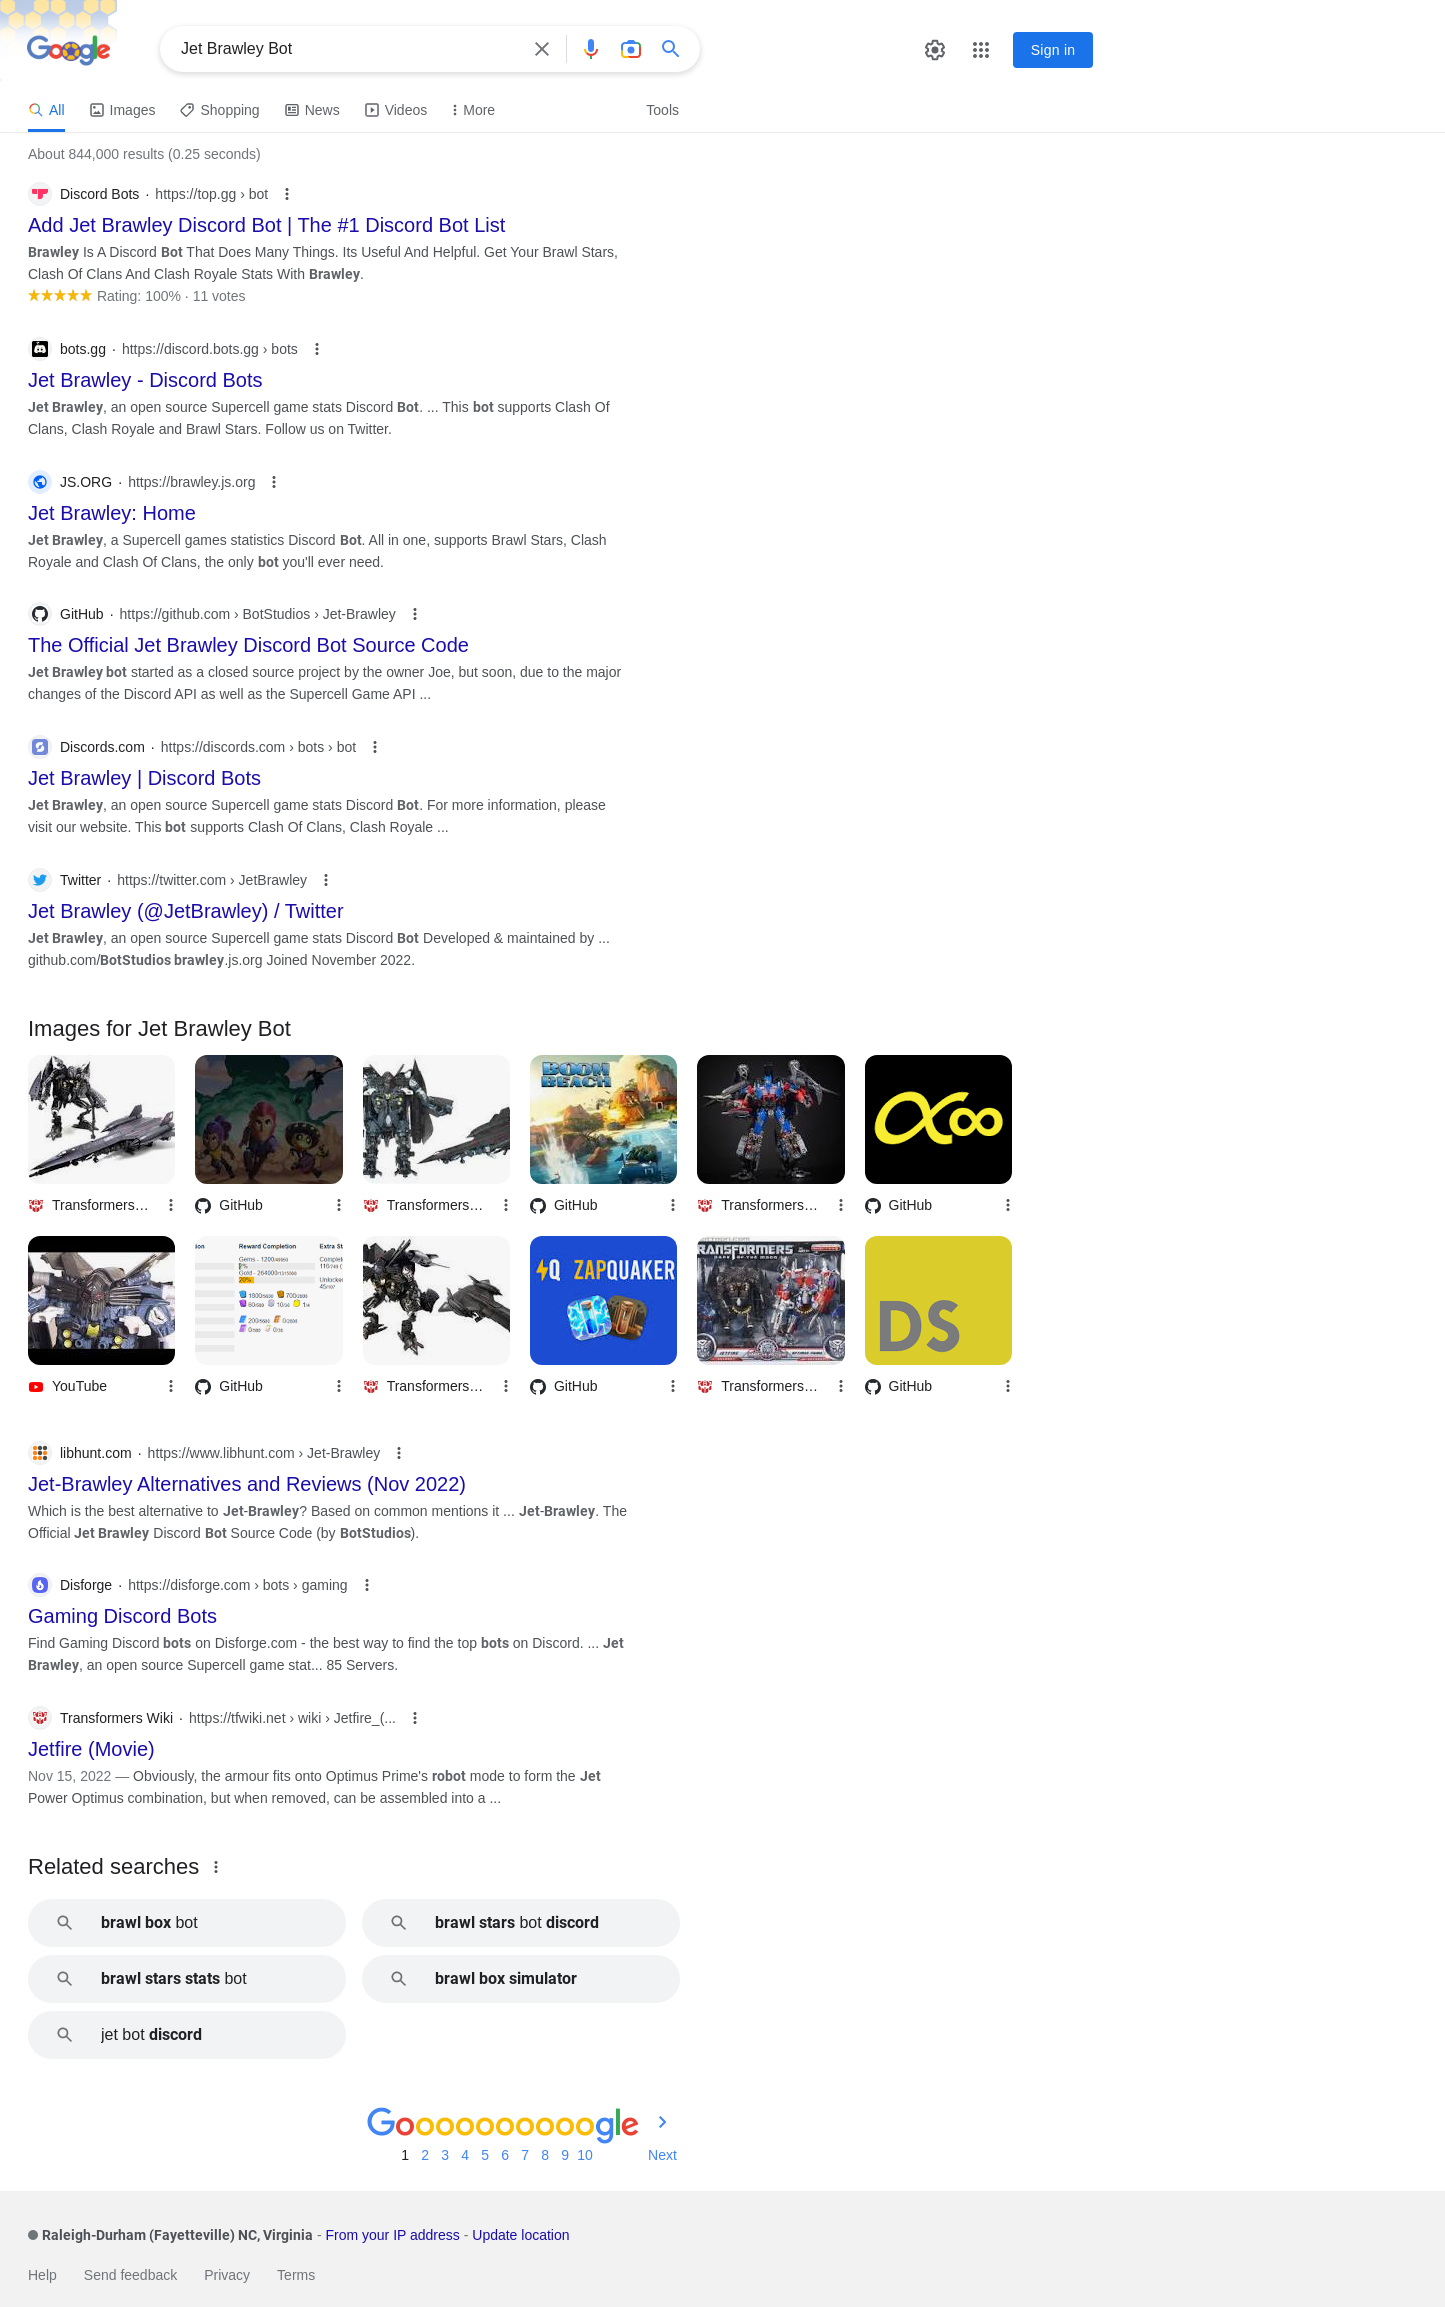 Google
Jet Brawley Bot
Sign in
All
Images
Shopping
News
Videos
More
Tools
About 844,000 results (0.25 seconds)
Discord Bots · https://top.gg › bot
Add Jet Brawley Discord Bot | The #1 Discord Bot List
Brawley Is A Discord Bot That Does Many Things. Its Useful And Helpful. Get Your Brawl Stars,
Clash Of Clans And Clash Royale Stats With Brawley.
Rating: 100% · 11 votes
bots.gg · https://discord.bots.gg › bots
Jet Brawley - Discord Bots
Jet Brawley, an open source Supercell game stats Discord Bot. ... This bot supports Clash Of
Clans, Clash Royale and Brawl Stars. Follow us on Twitter.
JS.ORG · https://brawley.js.org
Jet Brawley: Home
Jet Brawley, a Supercell games statistics Discord Bot. All in one, supports Brawl Stars, Clash
Royale and Clash Of Clans, the only bot you'll ever need.
GitHub · https://github.com › BotStudios › Jet-Brawley
The Official Jet Brawley Discord Bot Source Code
Jet Brawley bot started as a closed source project by the owner Joe, but soon, due to the major
changes of the Discord API as well as the Supercell Game API ...
Discords.com · https://discords.com › bots › bot
Jet Brawley | Discord Bots
Jet Brawley, an open source Supercell game stats Discord Bot. For more information, please
visit our website. This bot supports Clash Of Clans, Clash Royale ...
Twitter · https://twitter.com › JetBrawley
Jet Brawley (@JetBrawley) / Twitter
Jet Brawley, an open source Supercell game stats Discord Bot Developed & maintained by ...
github.com/BotStudios brawley.js.org Joined November 2022.
Images for Jet Brawley Bot
BOOM
BEACH
Transformers…
GitHub
Transformers…
GitHub
Transformers…
GitHub
Reward Completion
Extra St
ZAPQUAKER
TRANSFORMERS
DS
YouTube
GitHub
Transformers…
GitHub
Transformers…
GitHub
libhunt.com · https://www.libhunt.com › Jet-Brawley
Jet-Brawley Alternatives and Reviews (Nov 2022)
Which is the best alternative to Jet-Brawley? Based on common mentions it ... Jet-Brawley. The
Official Jet Brawley Discord Bot Source Code (by BotStudios).
Disforge · https://disforge.com › bots › gaming
Gaming Discord Bots
Find Gaming Discord bots on Disforge.com - the best way to find the top bots on Discord. ... Jet
Brawley, an open source Supercell game stat... 85 Servers.
Transformers Wiki · https://tfwiki.net › wiki › Jetfire_(...
Jetfire (Movie)
Nov 15, 2022 — Obviously, the armour fits onto Optimus Prime's robot mode to form the Jet
Power Optimus combination, but when removed, can be assembled into a ...
Related searches
brawl box bot
brawl stars bot discord
brawl stars stats bot
brawl box simulator
jet bot discord
Goooooooooogle
1 2 3 4 5 6 7 8 9 10 Next
Raleigh-Durham (Fayetteville) NC, Virginia - From your IP address - Update location
Help
Send feedback
Privacy
Terms